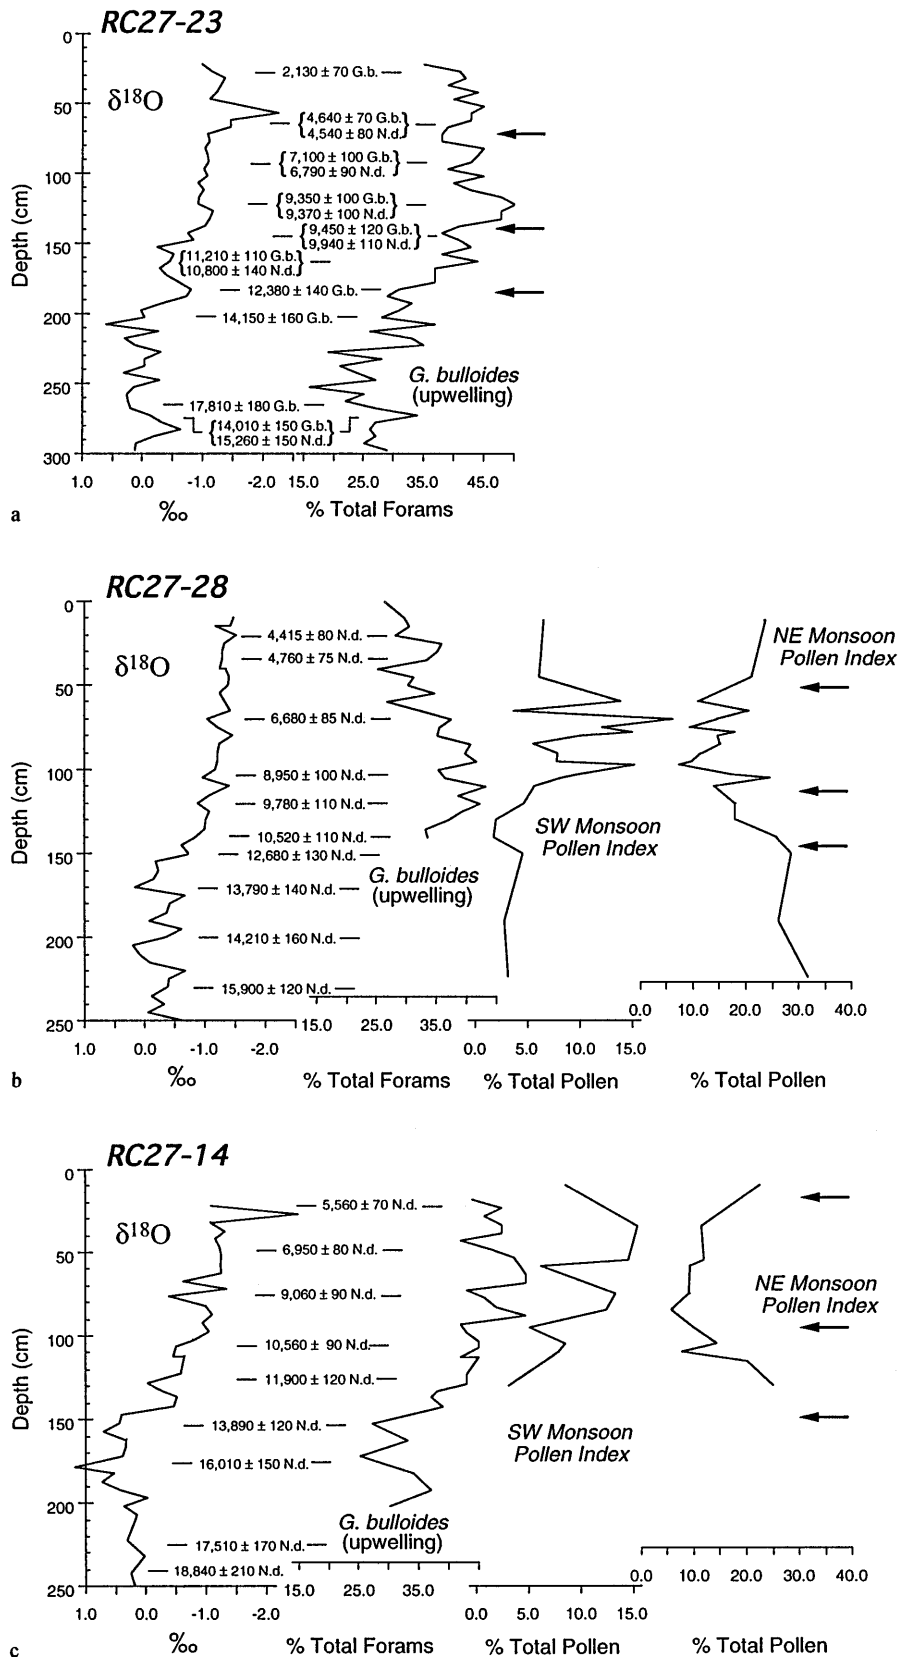 RC27-23
0
50
100
150
200
250
300
Depth (cm)
δ18O
2,130 ± 70 G.b.
4,640 ± 70 G.b.
4,540 ± 80 N.d.
7,100 ± 100 G.b.
6,790 ± 90 N.d.
9,350 ± 100 G.b.
9,370 ± 100 N.d.
9,450 ± 120 G.b.
9,940 ± 110 N.d.
11,210 ± 110 G.b.
10,800 ± 140 N.d.
12,380 ± 140 G.b.
14,150 ± 160 G.b.
17,810 ± 180 G.b.
14,010 ± 150 G.b.
15,260 ± 150 N.d.
G. bulloides
(upwelling)
1.0 0.0 -1.0 -2.0 15.0 25.0 35.0 45.0
‰ % Total Forams
a
RC27-28
0
50
100
150
200
250
Depth (cm)
δ18O
4,415 ± 80 N.d.
4,760 ± 75 N.d.
6,680 ± 85 N.d.
8,950 ± 100 N.d.
9,780 ± 110 N.d.
10,520 ± 110 N.d.
12,680 ± 130 N.d.
13,790 ± 140 N.d.
14,210 ± 160 N.d.
15,900 ± 120 N.d.
G. bulloides
(upwelling)
SW Monsoon
Pollen Index
NE Monsoon
Pollen Index
15.0 25.0 35.0
0.0 10.0 20.0 30.0 40.0
1.0 0.0 -1.0 -2.0
0.0 5.0 10.0 15.0
‰ % Total Forams % Total Pollen % Total Pollen
b
RC27-14
0
50
100
150
200
250
Depth (cm)
δ18O
5,560 ± 70 N.d.
6,950 ± 80 N.d.
9,060 ± 90 N.d.
10,560 ± 90 N.d.
11,900 ± 120 N.d.
13,890 ± 120 N.d.
16,010 ± 150 N.d.
17,510 ± 170 N.d.
18,840 ± 210 N.d.
G. bulloides
(upwelling)
SW Monsoon
Pollen Index
NE Monsoon
Pollen Index
15.0 25.0 35.0
0.0 10.0 20.0 30.0 40.0
1.0 0.0 -1.0 -2.0
0.0 5.0 10.0 15.0
‰ % Total Forams % Total Pollen % Total Pollen
c